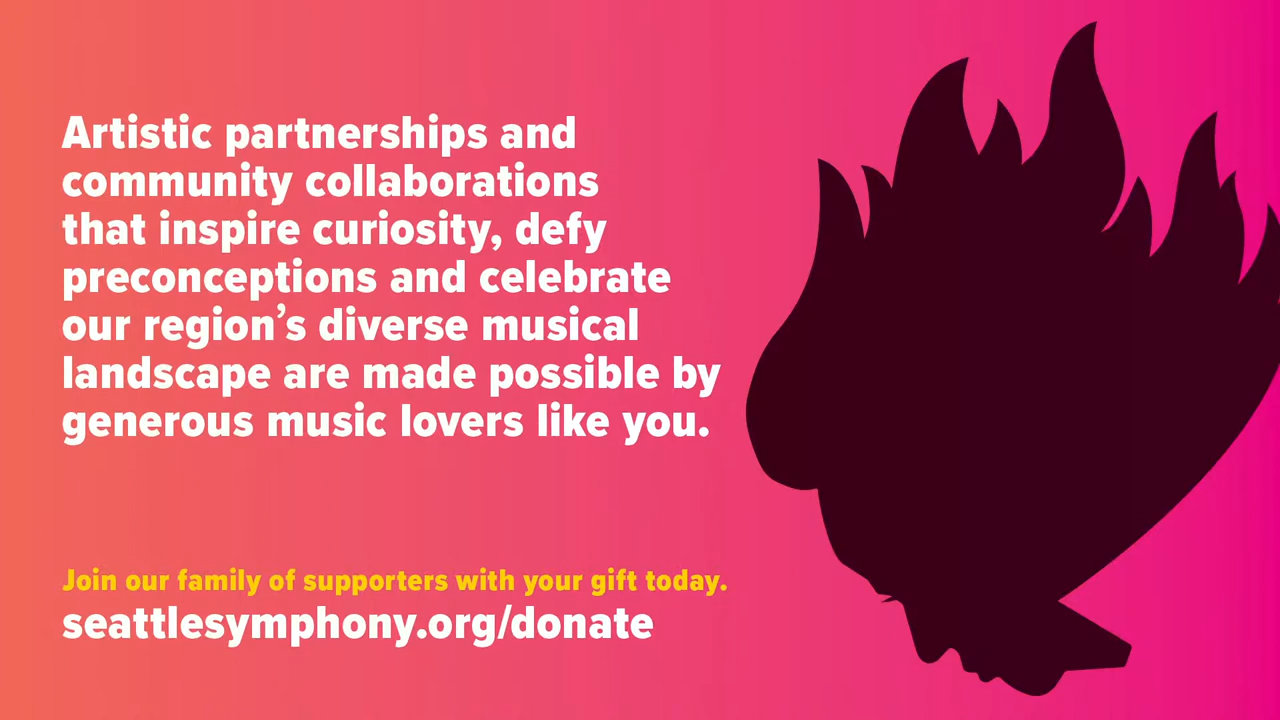 Artistic partnerships and
community collaborations
that inspire curiosity, defy
preconceptions and celebrate
our region’s diverse musical
landscape are made possible by
generous music lovers like you.
Join our family of supporters with your gift today.
seattlesymphony.org/donate